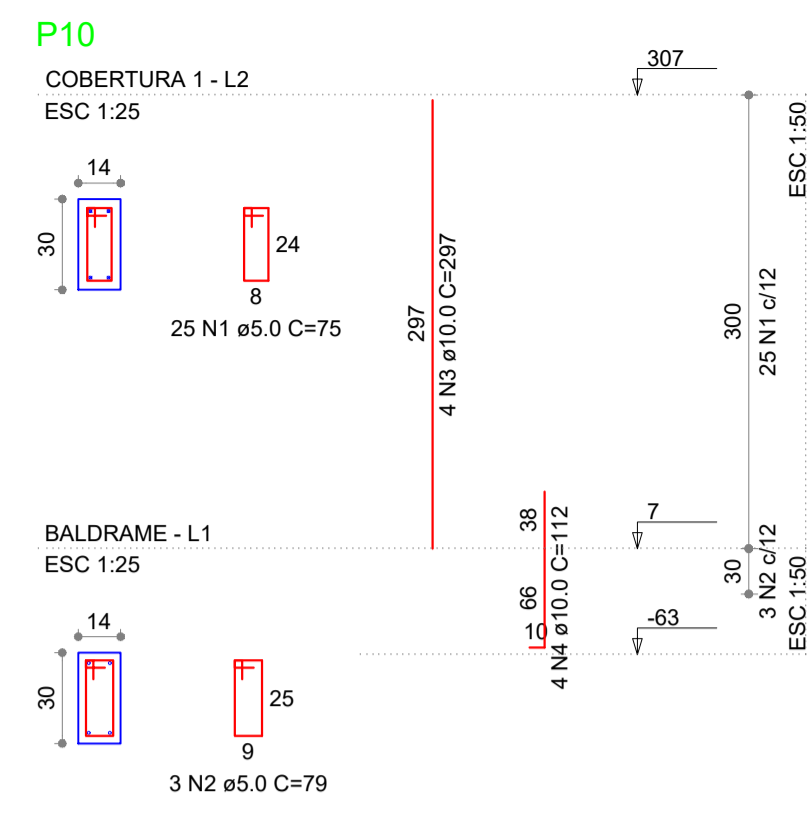 P10
COBERTURA 1 - L2
ESC 1:25
307
ESC 1:50
14
30
24
8
25 N1 ø5.0 C=75
297
4 N3 ø10.0 C=297
300
25 N1 c/12
BALDRAME - L1
ESC 1:25
7
38
66
10
4 N4 ø10.0 C=112
30
3 N2 c/12
ESC 1:50
-63
14
30
25
9
3 N2 ø5.0 C=79